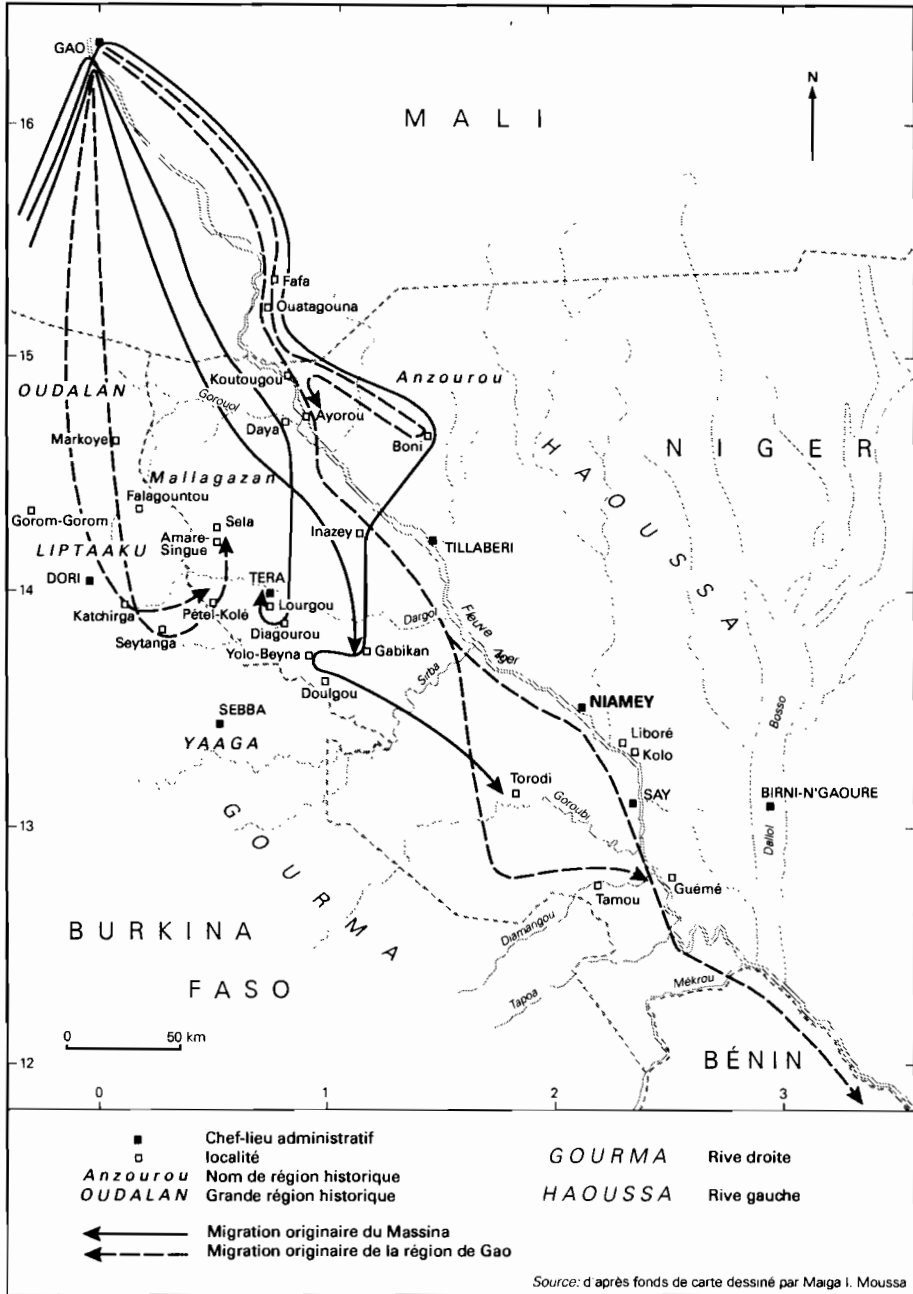 GAO
N
16
M A L I
Fafa
Ouatagouna
15
Koutougou
Anzourou
OUDALAN
Gorouol
Ayorou
Daya
Boni
Markoye
N I G E R
H A O U S S A
Mallagazan
Falagountou
Gorom-Gorom
Sela
Amare-
Singue
Inazey
TILLABERI
LIPTAAKU
DORI
TERA
14
Katchirga
Pétel-Kolé
Lourgou
Dargol
Fleuve
Seytanga
Diagourou
Yolo-Beyna
Gabikan
Sirba
Doulgou
NIAMEY
SEBBA
Liboré
Kolo
Bosso
YAAGA
Torodi
SAY
BIRNI-N'GAOURE
13
Goroubi
Dallol
G O U R M A
Guémé
Tamou
BURKINA
Diamangou
FASO
Mékrou
Tapoa
0 50 km
12
BÉNIN
0 1 2 3
Chef-lieu administratif
localité
Anzourou Nom de région historique
OUDALAN Grande région historique
GOURMA Rive droite
HAOUSSA Rive gauche
Migration originaire du Massina
Migration originaire de la région de Gao
Source: d'après fonds de carte dessiné par Maiga I. Moussa